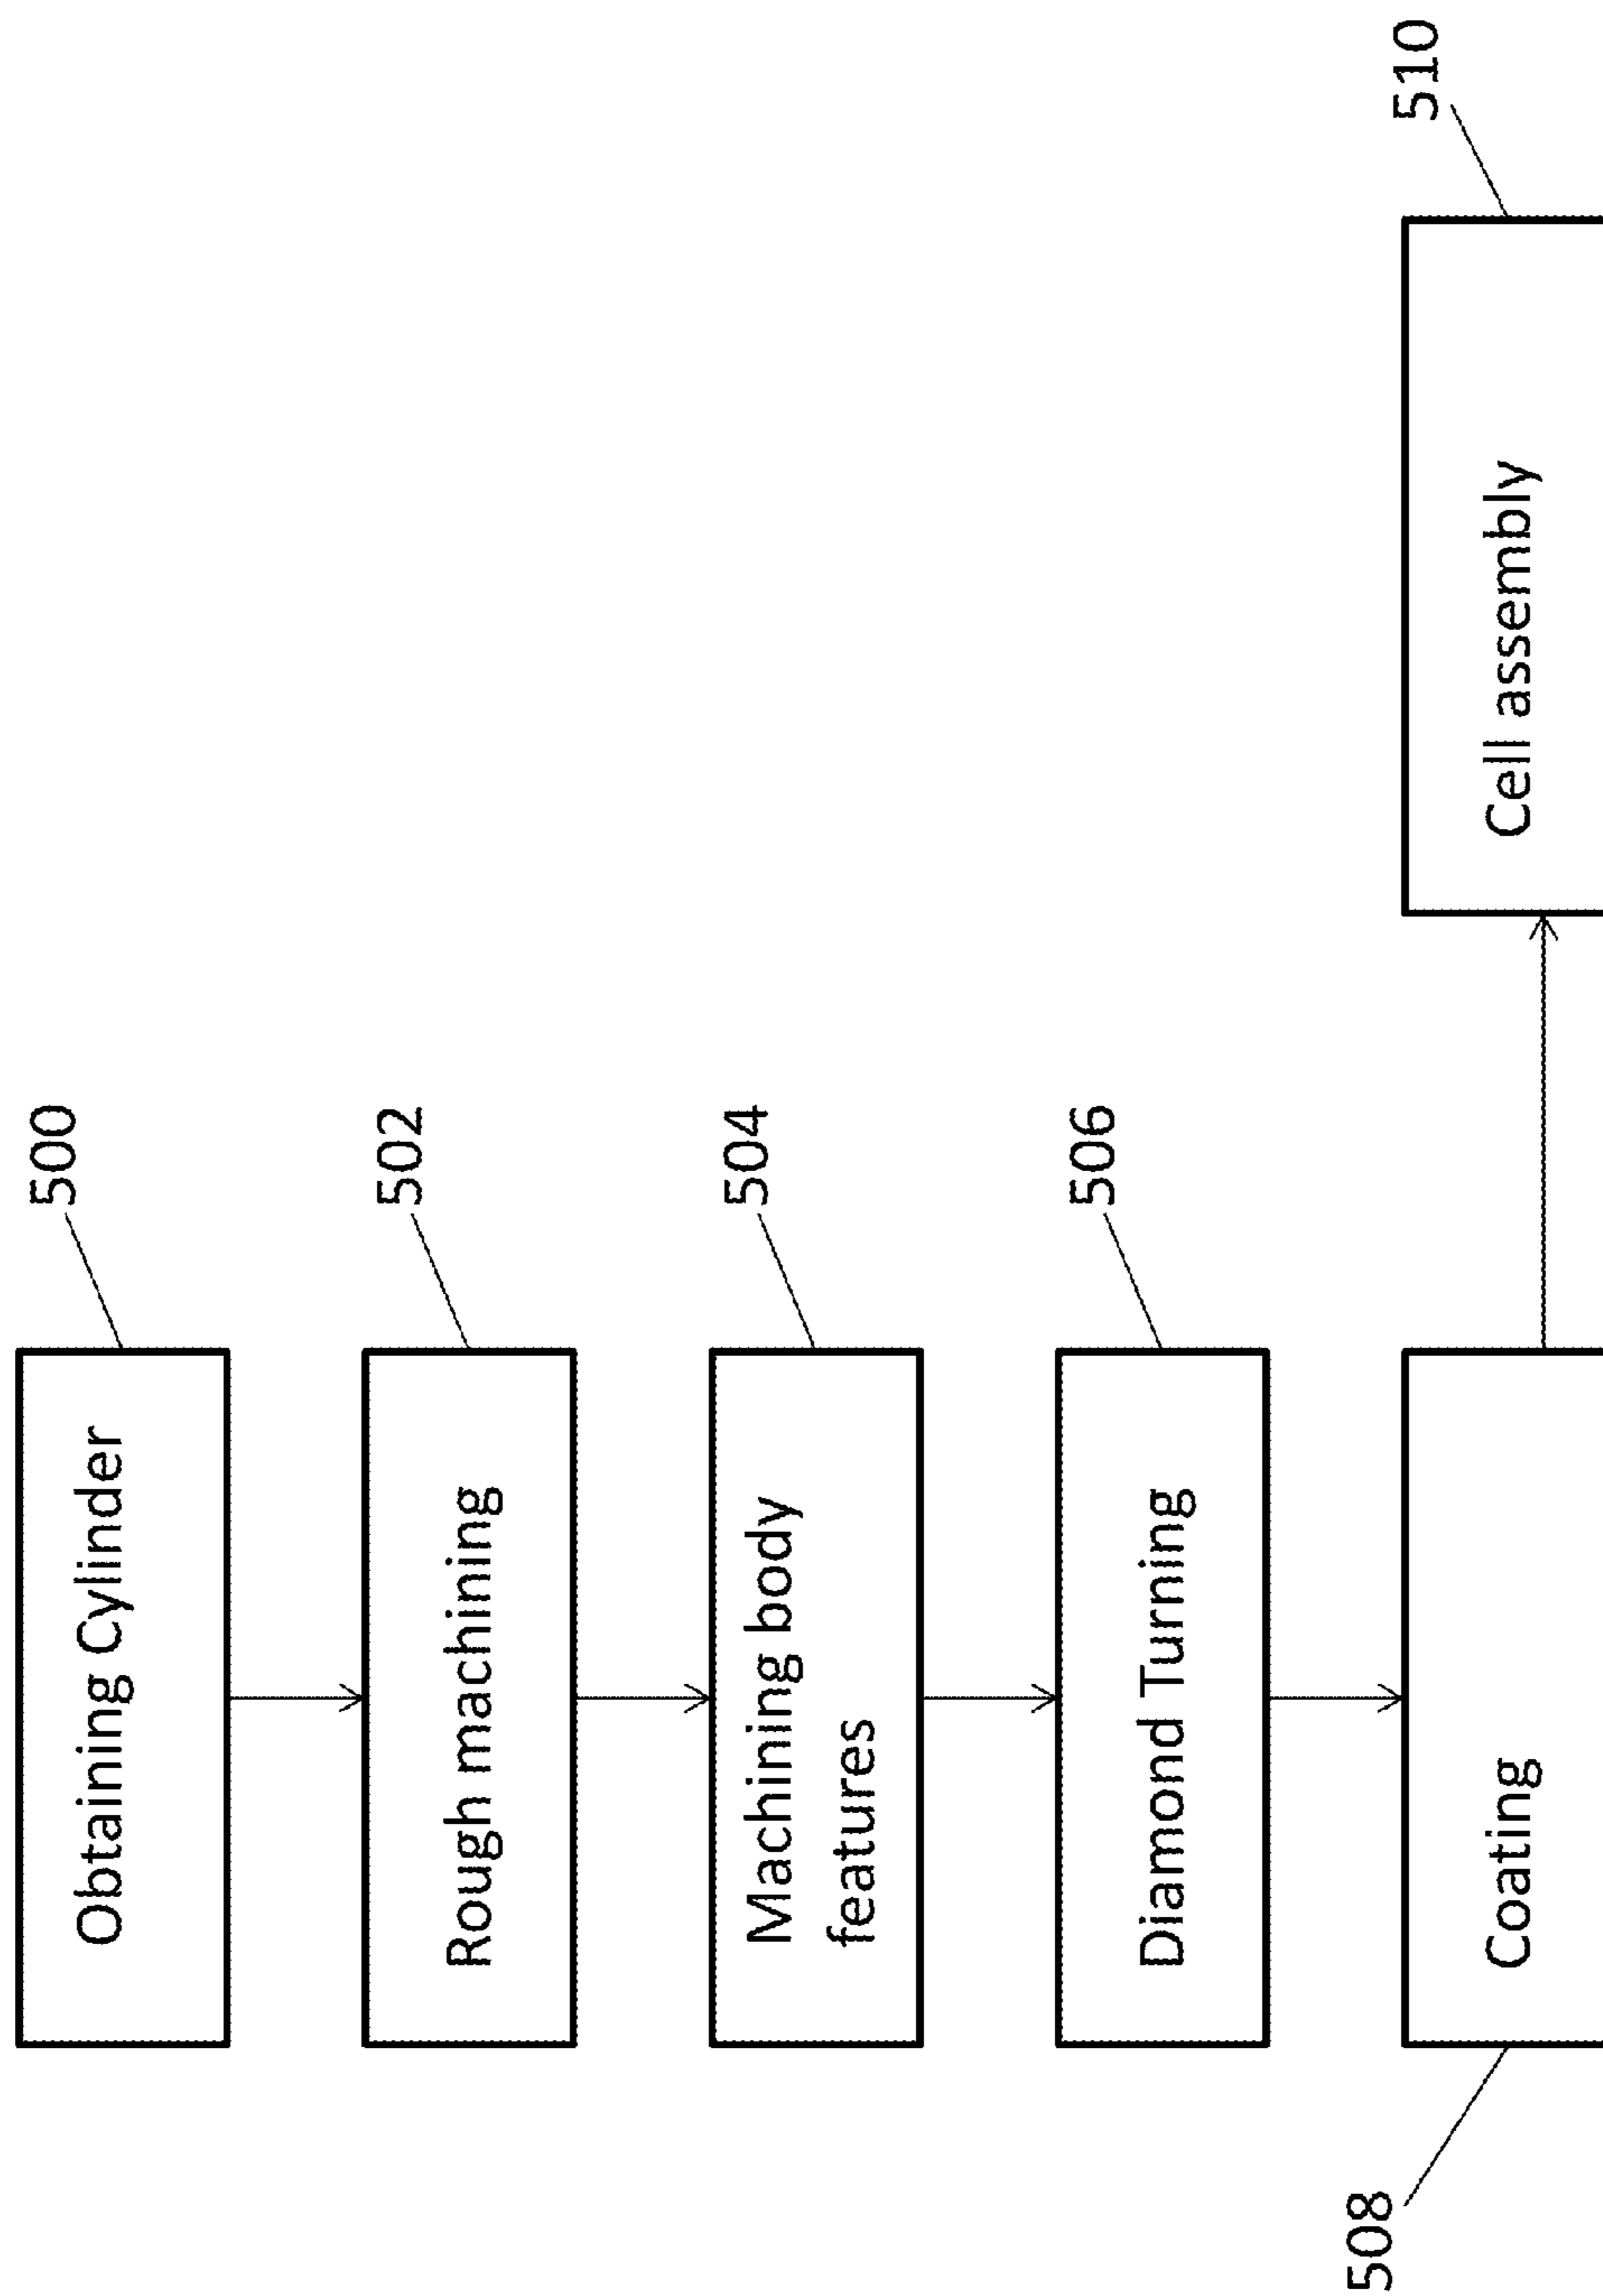 500
Obtaining Cylinder
502
Rough machining
504
Machining body
features
506
Diamond Turning
508
Coating
510
Cell assembly